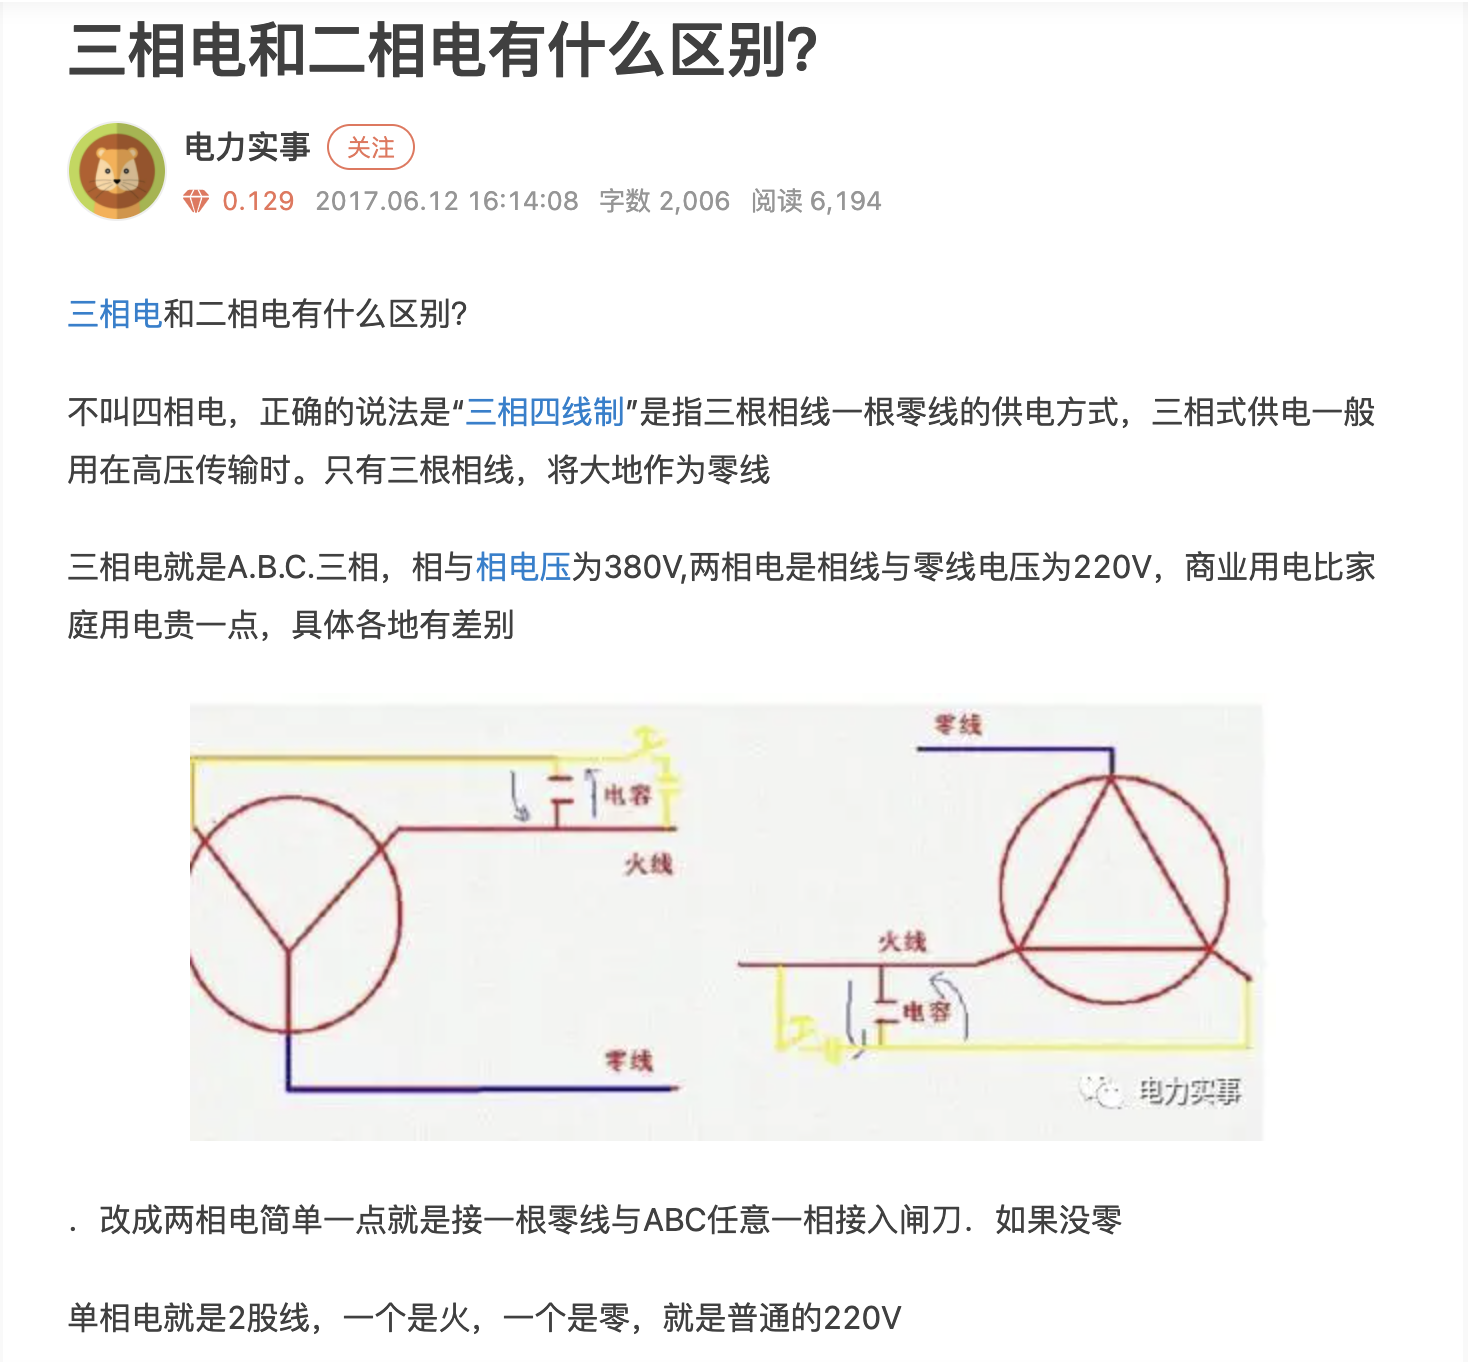 三相电和二相电有什么区别?
电力实事 关注
0.129 2017.06.12 16:14:08 字数 2,006 阅读 6,194
三相电和二相电有什么区别?
不叫四相电，正确的说法是“三相四线制”是指三根相线一根零线的供电方式，三相式供电一般
用在高压传输时。只有三根相线，将大地作为零线
三相电就是A.B.C.三相，相与相电压为380V,两相电是相线与零线电压为220V，商业用电比家
庭用电贵一点，具体各地有差别
电容
火线
零线
零线
火线
电容
电力实事
．改成两相电简单一点就是接一根零线与ABC任意一相接入闸刀．如果没零
单相电就是2股线，一个是火，一个是零，就是普通的220V